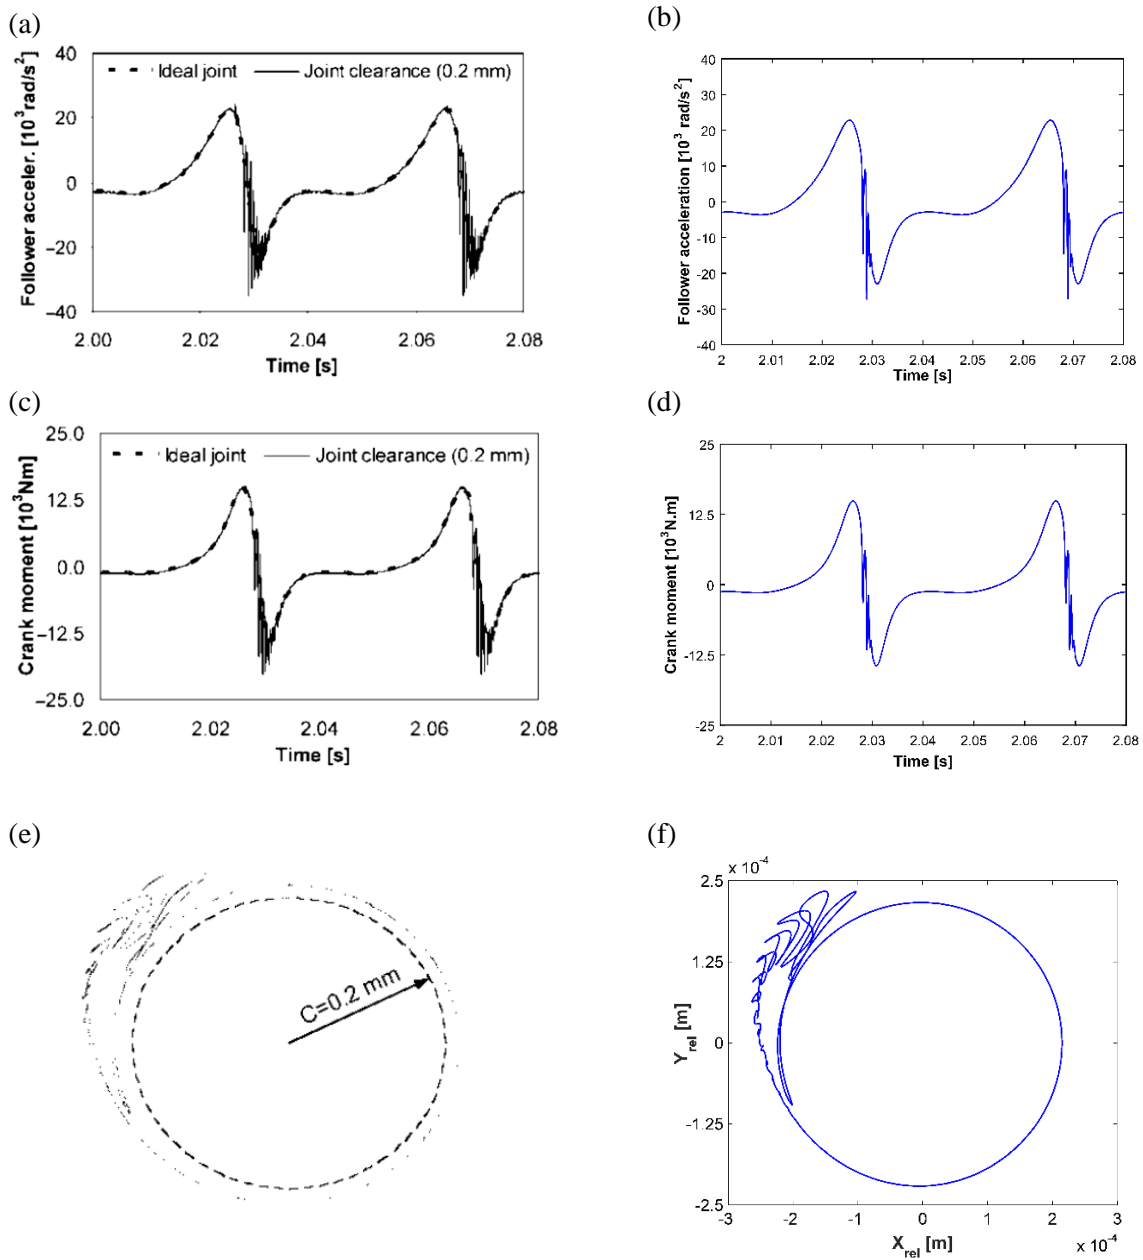 (a)
Follower acceler. [10³rad/s²]
40
20
0
−20
−40
Ideal joint Joint clearance (0.2 mm)
2.00 2.02 2.04 2.06 2.08
Time [s]
(b)
Follower acceleration [10³ rad/s²]
40
30
20
10
0
-10
-20
-30
-40
2 2.01 2.02 2.03 2.04 2.05 2.06 2.07 2.08
Time [s]
(c)
Crank moment [10³Nm]
25.0
12.5
0.0
−12.5
−25.0
Ideal joint Joint clearance (0.2 mm)
2.00 2.02 2.04 2.06 2.08
Time [s]
(d)
Crank moment [10³N.m]
25
12.5
0
-12.5
-25
2 2.01 2.02 2.03 2.04 2.05 2.06 2.07 2.08
Time [s]
(e)
C=0.2 mm
(f)
x 10⁻⁴
Y_rel [m]
2.5
1.25
0
-1.25
-2.5
-3 -2 -1 0 1 2 3
X_rel [m]
x 10⁻⁴